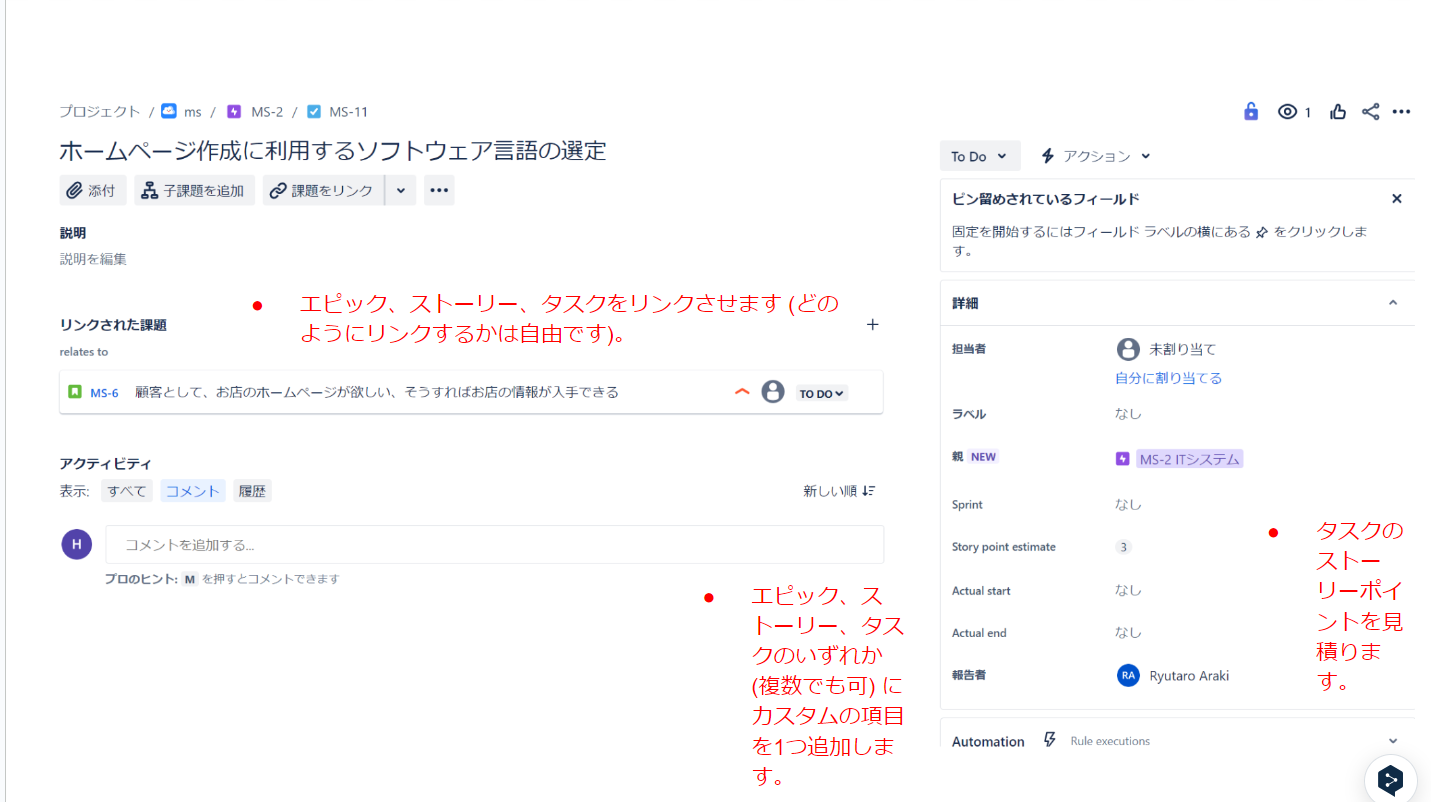 プロジェクト / ms / MS-2 / MS-11
1
ホームページ作成に利用するソフトウェア言語の選定
添付 子課題を追加 課題をリンク
説明
説明を編集
● エピック、ストーリー、タスクをリンクさせます (どの
ようにリンクするかは自由です)。
リンクされた課題
relates to
MS-6 顧客として、お店のホームページが欲しい、そうすればお店の情報が入手できる TO DO
アクティビティ
表示: すべて コメント 履歴 新しい順
H コメントを追加する...
プロのヒント: M を押すとコメントできます
● エピック、ス
トーリー、タス
クのいずれか
(複数でも可) に
カスタムの項目
を1つ追加しま
す。
To Do アクション
ピン留めされているフィールド
固定を開始するにはフィールド ラベルの横にある をクリックしま
す。
詳細
担当者 未割り当て
自分に割り当てる
ラベル なし
親 NEW MS-2 ITシステム
Sprint なし
Story point estimate 3
Actual start なし
Actual end なし
報告者 RA Ryutaro Araki
● タスクの
ストー
リーポイ
ントを見
積りま
す。
Automation Rule executions